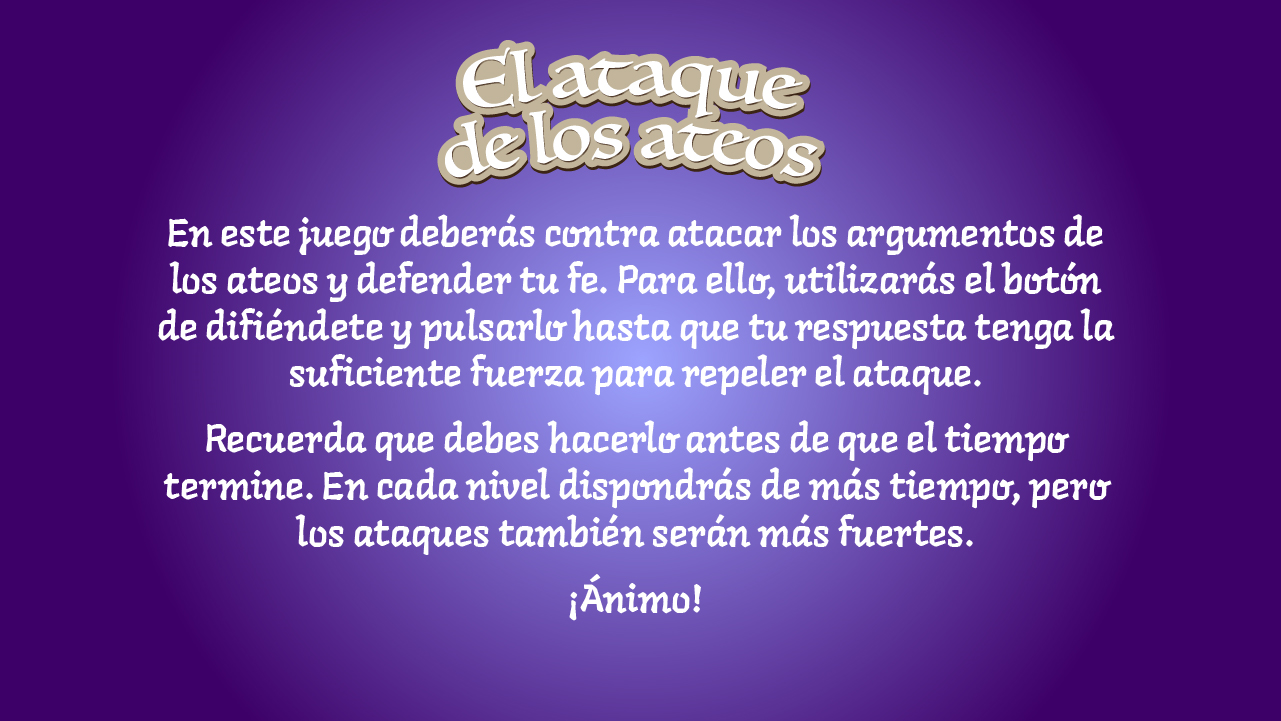 El ataque
de los ateos
En este juego deberás contra atacar los argumentos de
los ateos y defender tu fe. Para ello, utilizarás el botón
de difiéndete y pulsarlo hasta que tu respuesta tenga la
suficiente fuerza para repeler el ataque.
Recuerda que debes hacerlo antes de que el tiempo
termine. En cada nivel dispondrás de más tiempo, pero
los ataques también serán más fuertes.
¡Ánimo!